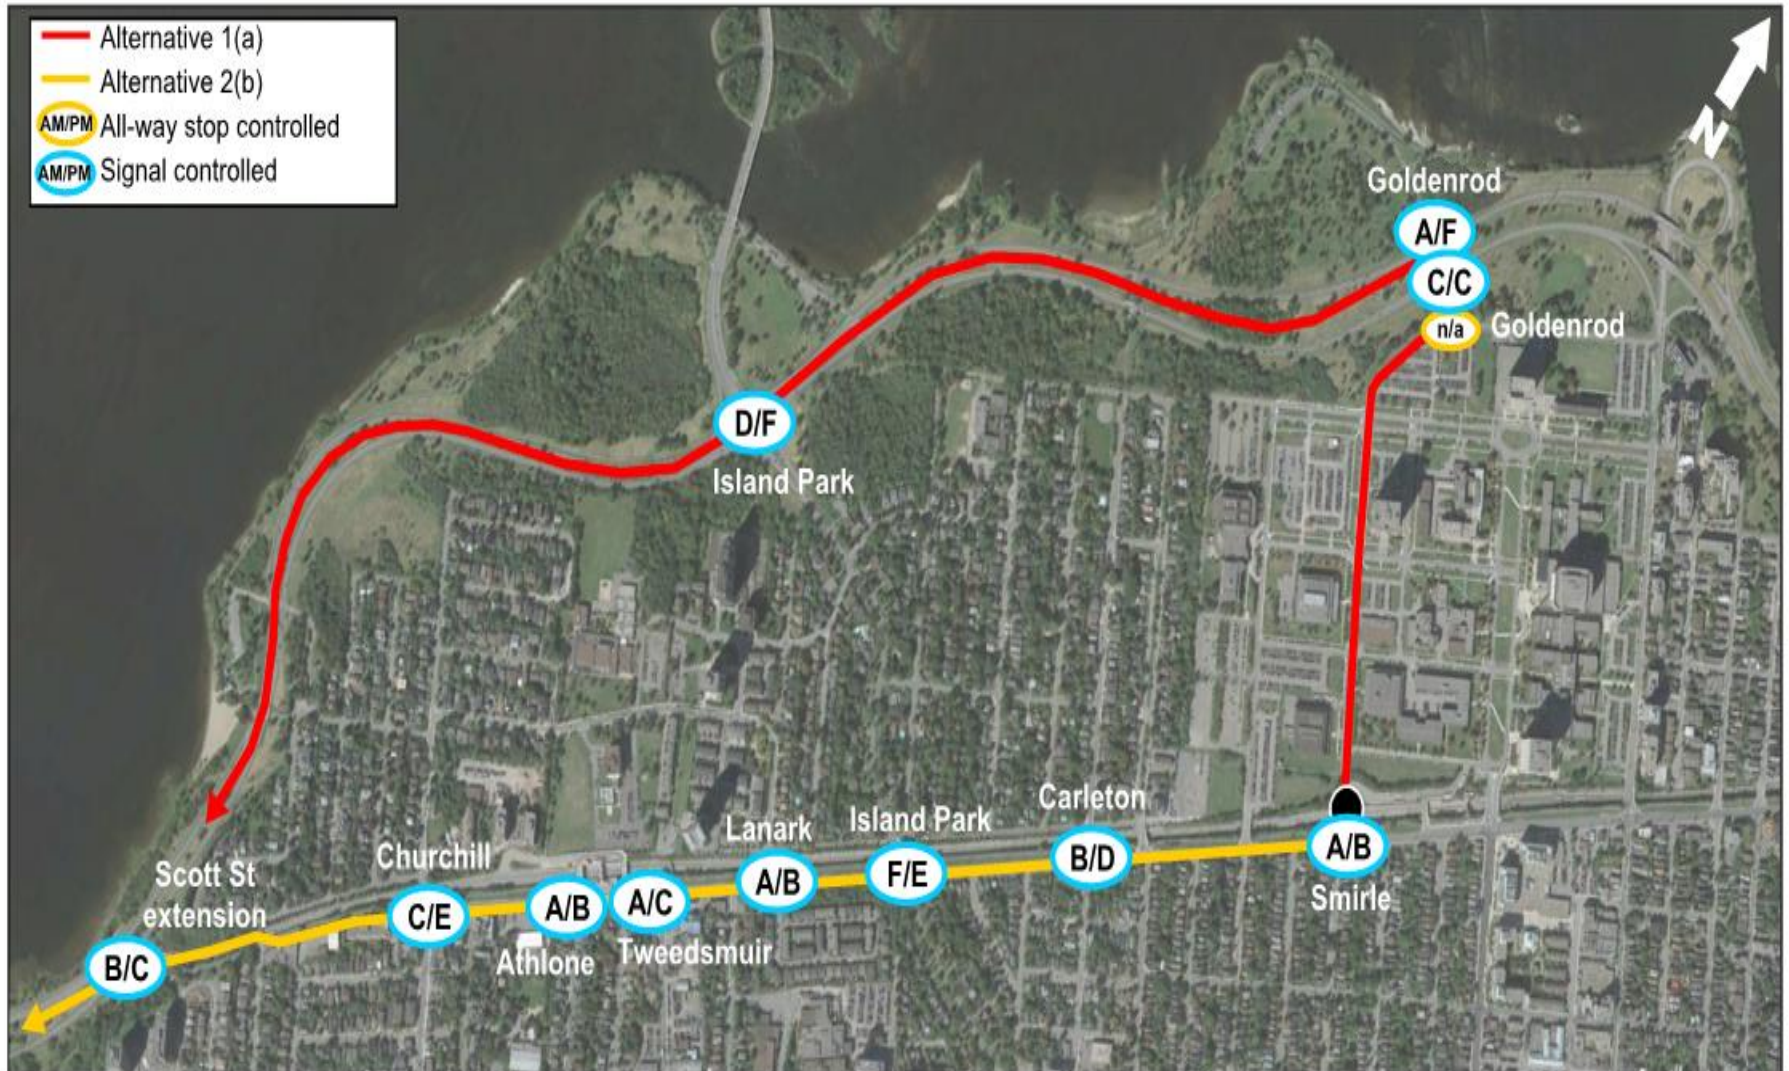 Alternative 1(a)
Alternative 2(b)
AM/PM All-way stop controlled
AM/PM Signal controlled
N
Goldenrod
A/F
C/C
n/a Goldenrod
D/F
Island Park
Carleton
Island Park
Lanark
Churchill
Scott St
extension
B/C
C/E
A/B
A/C
A/B
F/E
B/D
A/B
Smirle
Athlone
Tweedsmuir